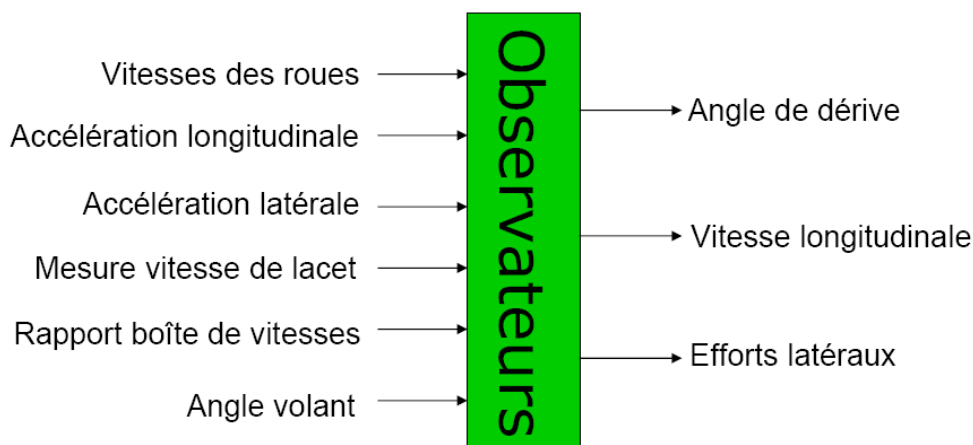 Vitesses des roues
Accélération longitudinale
Accélération latérale
Mesure vitesse de lacet
Rapport boîte de vitesses
Angle volant
Observateurs
Angle de dérive
Vitesse longitudinale
Efforts latéraux